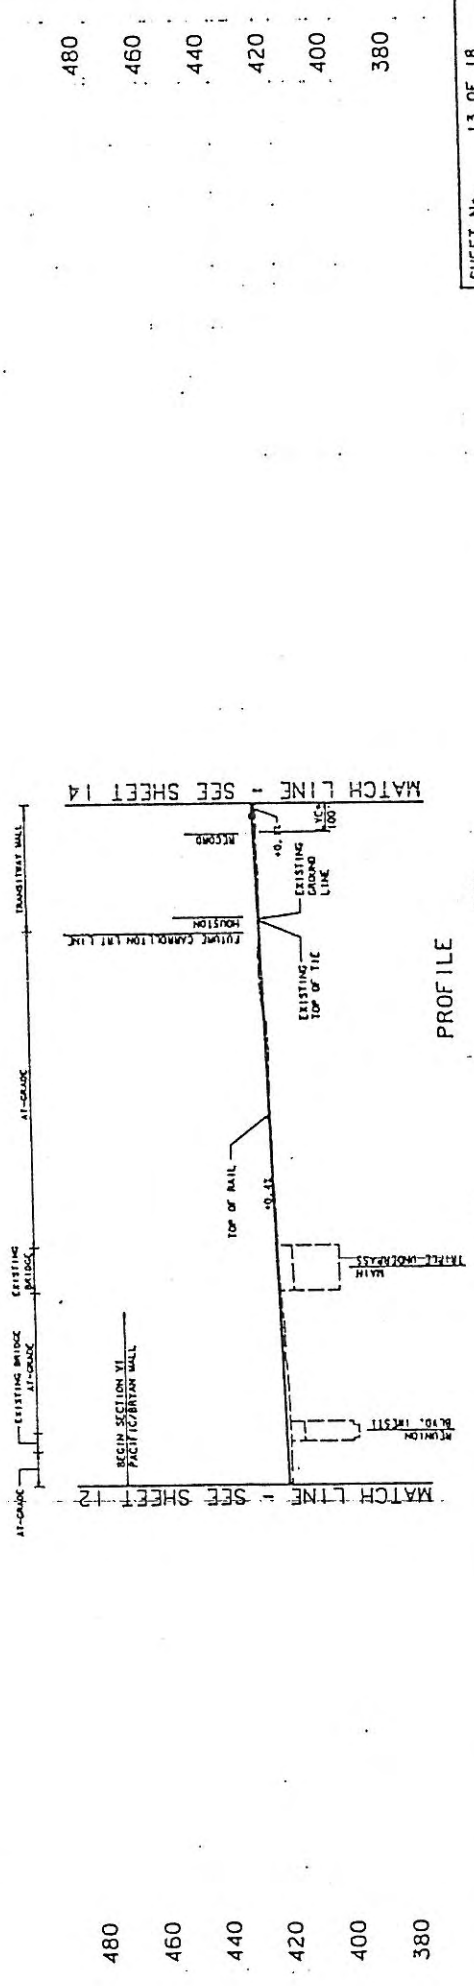 AT-GRADE
EXISTING BRIDGE
AT-GRADE
EXISTING
BRIDGE
AT-GRADE
TRANSITWAY MALL
480
460
440
420
400
380
MATCH LINE - SEE SHEET 12
BEGIN SECTION VI
PACIFIC/BRYAN MALL
REUNION
BLVD. (WEST)
MAIN
TRIPLE UNDERPASS
+0.4%
TOP OF RAIL
EXISTING
TOP OF TIE
EXISTING
GROUND
LINE
FUTURE CARROLLTON LRT LINE
HOUSTON
RECORD
VC=
100'
MATCH LINE - SEE SHEET 14
PROFILE
480
460
440
420
400
380
SHEET No. 13 OF 18